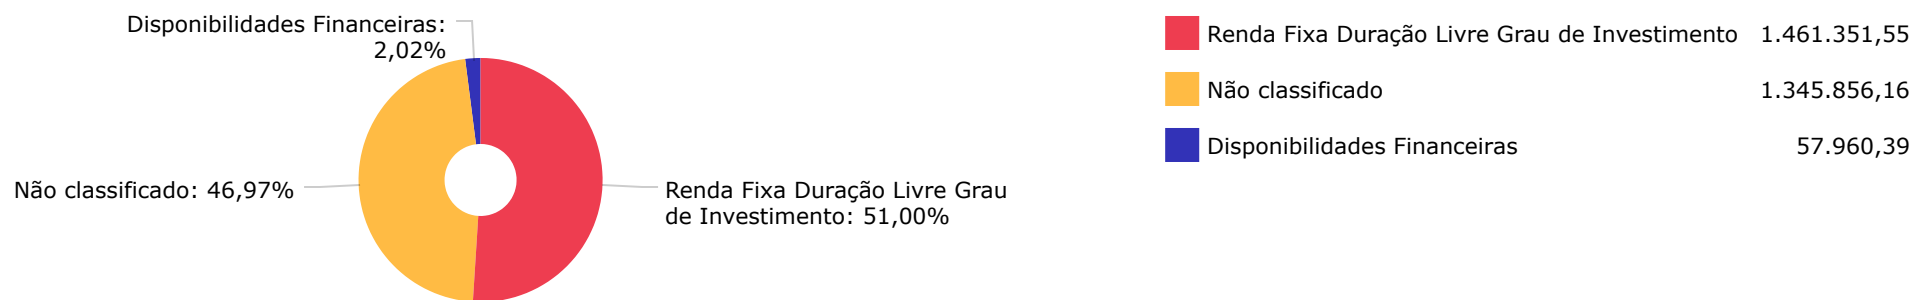 Disponibilidades Financeiras:
2,02%
Não classificado: 46,97%
Renda Fixa Duração Livre Grau
de Investimento: 51,00%
Renda Fixa Duração Livre Grau de Investimento 1.461.351,55
Não classificado 1.345.856,16
Disponibilidades Financeiras 57.960,39